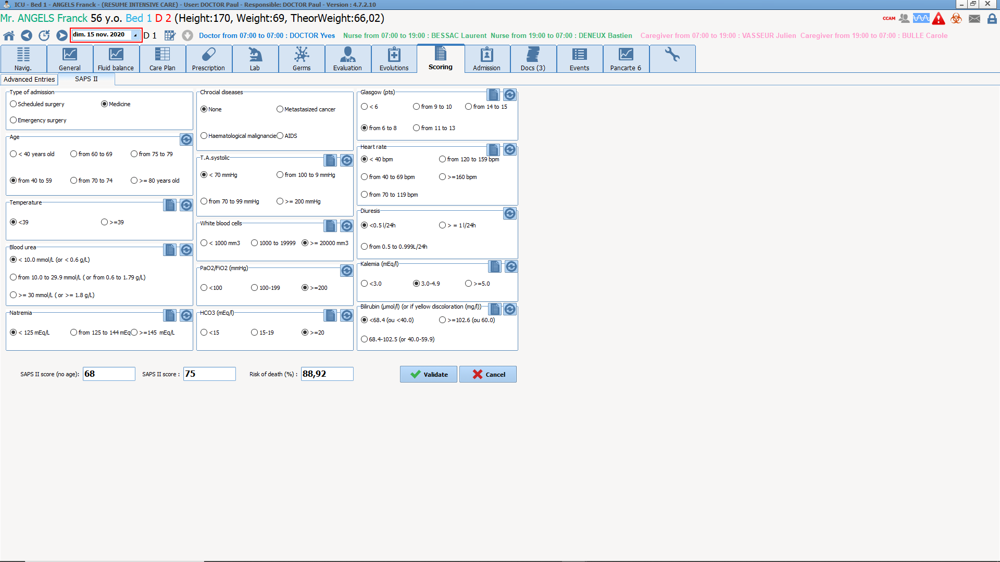 ICU - Bed 1 - ANGELS Franck - (RESUME INTENSIVE CARE) - User: DOCTOR Paul - Responsible: DOCTOR Paul - Version : 4.7.2.10
Mr. ANGELS Franck 56 y.o. Bed 1 D 2 (Height:170, Weight:69, TheorWeight:66,02)
CCAM
dim. 15 nov. 2020 D 1 Doctor from 07:00 to 07:00 : DOCTOR Yves Nurse from 07:00 to 19:00 : BESSAC Laurent Nurse from 19:00 to 07:00 : DENEUX Bastien Caregiver from 07:00 to 19:00 : VASSEUR Julien Caregiver from 19:00 to 07:00 : BULLE Carole
Navig. General Fluid balance Care Plan Prescription Lab Germs Evaluation Evolutions Scoring Admission Docs (3) Events Pancarte 6
Advanced Entries SAPS II
Type of admission
Scheduled surgery Medicine
Emergency surgery
Age
< 40 years old from 60 to 69 from 75 to 79
from 40 to 59 from 70 to 74 >= 80 years old
Temperature
<39 >=39
Blood urea
< 10.0 mmol/L (or < 0.6 g/L)
from 10.0 to 29.9 mmol/L ( or from 0.6 to 1.79 g/L)
>= 30 mmol/L ( or >= 1.8 g/L)
Natremia
< 125 mEq/L from 125 to 144 mEq >=145 mEq/L
Chrocial diseases
None Metastasized cancer
Haematological malignancie AIDS
T.A.systolic
< 70 mmHg from 100 to 9 mmHg
from 70 to 99 mmHg >= 200 mmHg
White blood cells
< 1000 mm3 1000 to 19999 >= 20000 mm3
PaO2/FiO2 (mmHg)
<100 100-199 >=200
HCO3 (mEq/l)
<15 15-19 >=20
Glasgow (pts)
< 6 from 9 to 10 from 14 to 15
from 6 to 8 from 11 to 13
Heart rate
< 40 bpm from 120 to 159 bpm
from 40 to 69 bpm >=160 bpm
from 70 to 119 bpm
Diuresis
<0.5 l/24h > = 1 l/24h
from 0.5 to 0.999L/24h
Kalemia (mEq/l)
<3.0 3.0-4.9 >=5.0
Bilirubin (µmol/l) (or if yellow discoloration (mg/l))
<68.4 (ou <40.0) >=102.6 (ou 60.0)
68.4-102.5 (or 40.0-59.9)
SAPS II score (no age): 68 SAPS II score : 75 Risk of death (%) : 88,92 Validate Cancel